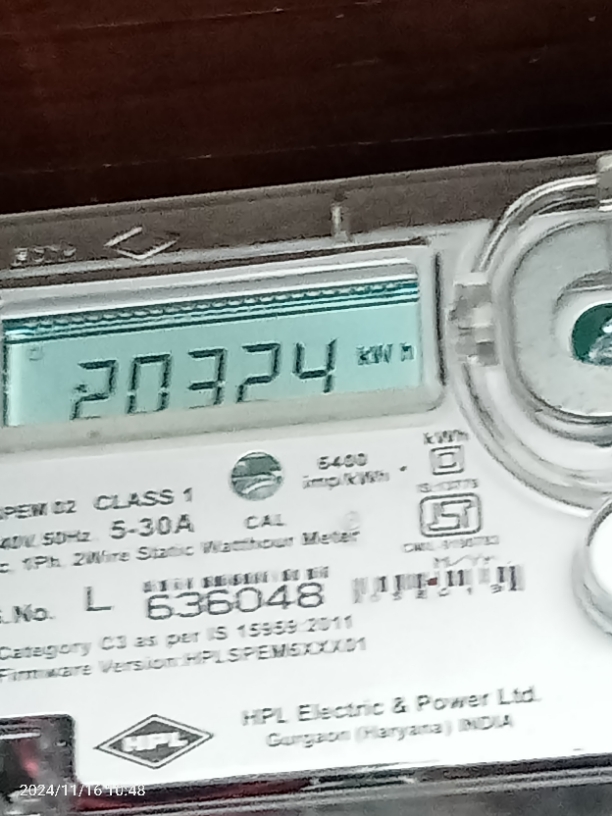 20324 kWh
6400
imp/kWh
kWh
CLASS 1
50Hz. 5-30A
CAL
1Ph. 2Wire Static Watthour Meter
.No. L 636048
Category C3 as per IS 15959:2011
Firmware Version:HPLSPEM5XXX01
HPL
HPL Electric & Power Ltd.
Gurgaon (Haryana) INDIA
2024/11/16 10:48